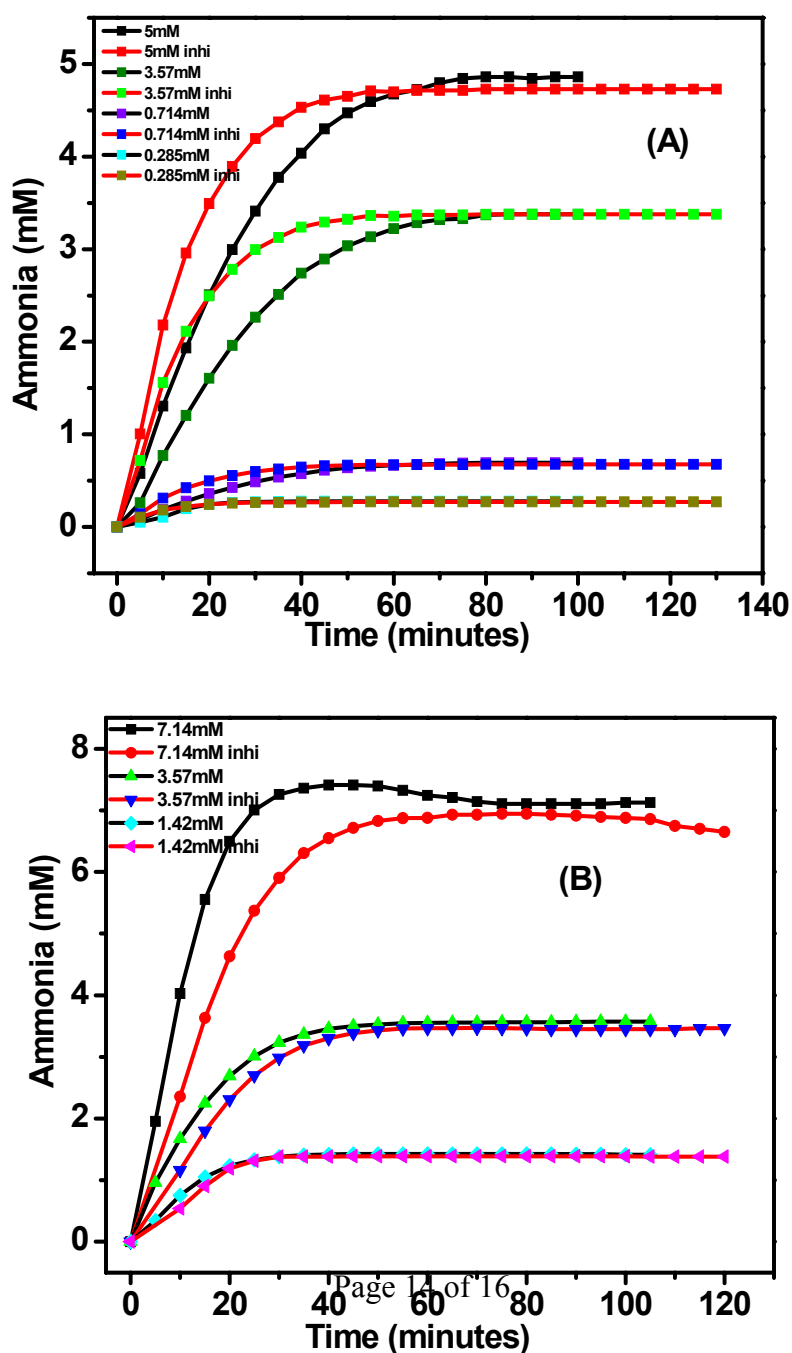 5mM
5mM inhi
3.57mM
3.57mM inhi
0.714mM
0.714mM inhi
0.285mM
0.285mM inhi
(A)
5
4
3
2
1
0
Ammonia (mM)
0 20 40 60 80 100 120 140
Time (minutes)
7.14mM
7.14mM inhi
3.57mM
3.57mM inhi
1.42mM
1.42mM inhi
(B)
8
6
4
2
0
Ammonia (mM)
Page 14 of 16
0 20 40 60 80 100 120
Time (minutes)